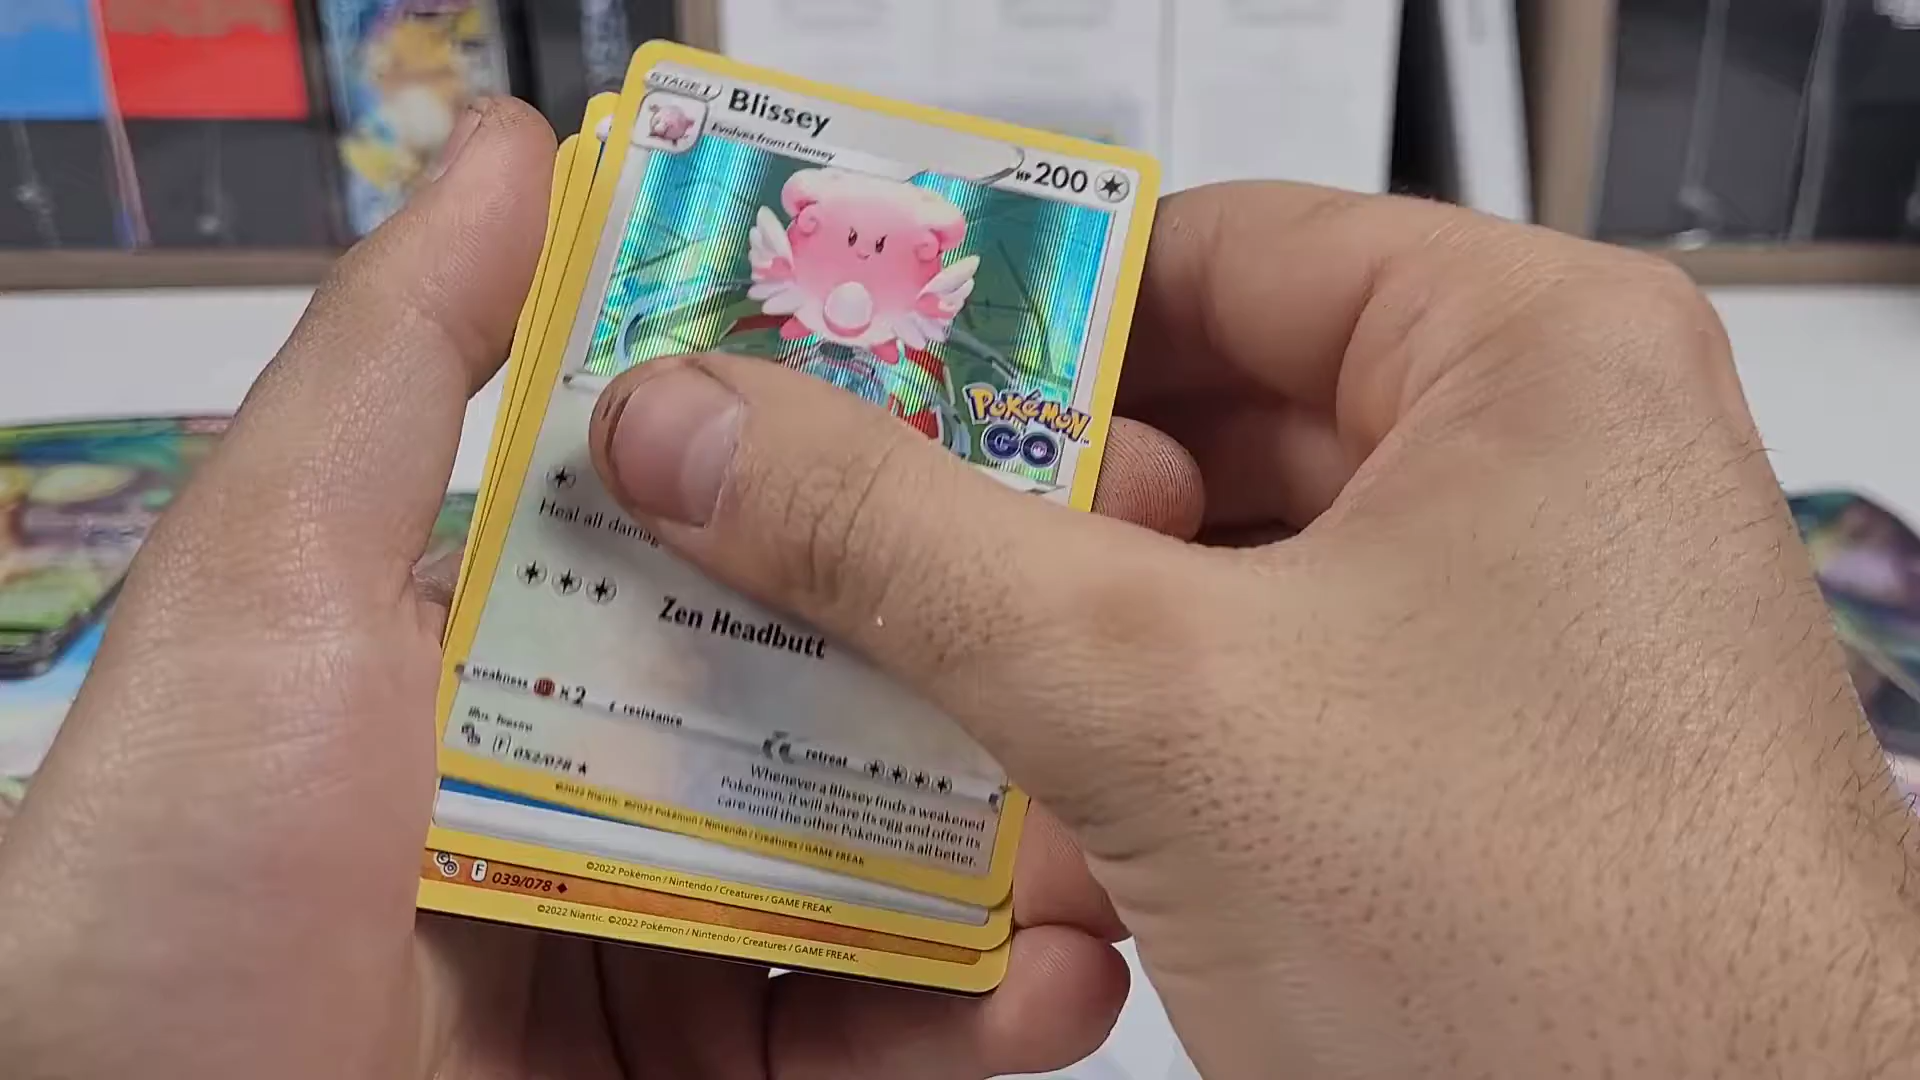 STAGE 1
Blissey
Evolves from Chansey
HP 200
POKÉMON
GO
Heal all damag
Zen Headbutt
weakness ×2
resistance
retreat
F 052/078 ★
Whenever a Blissey finds a weakened
Pokémon, it will share its egg and offer its
care until the other Pokémon is all better.
©2022 Niantic. ©2022 Pokémon / Nintendo / Creatures / GAME FREAK
©2022 Pokémon / Nintendo / Creatures / GAME FREAK
F 039/078 ◆
©2022 Niantic. ©2022 Pokémon / Nintendo / Creatures / GAME FREAK.